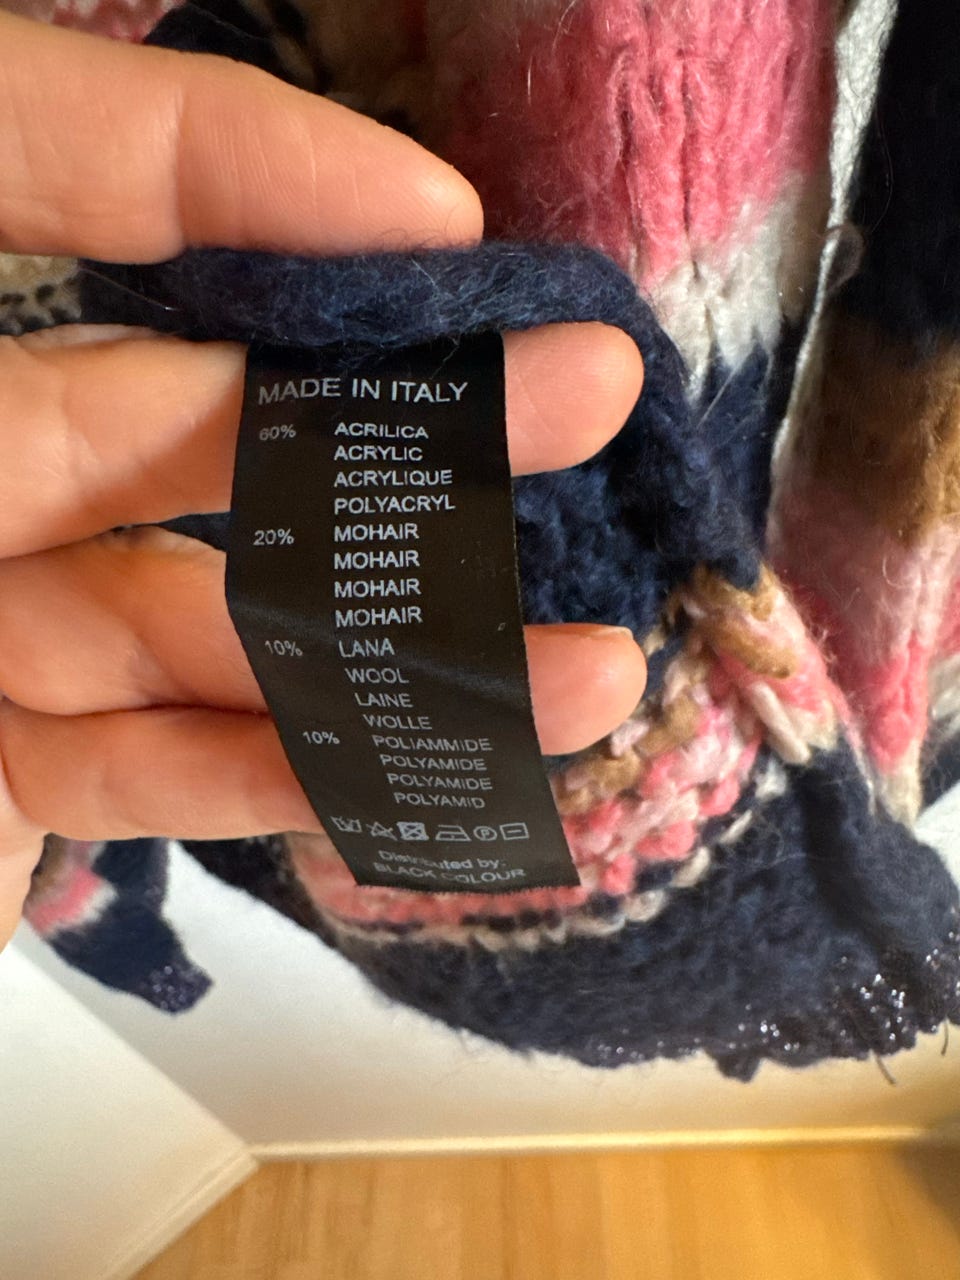 MADE IN ITALY
60% ACRILICA
ACRYLIC
ACRYLIQUE
POLYACRYL
20% MOHAIR
MOHAIR
MOHAIR
MOHAIR
10% LANA
WOOL
LAINE
WOLLE
10% POLIAMMIDE
POLYAMIDE
POLYAMIDE
POLYAMID
P
Distributed by:
BLACK COLOUR